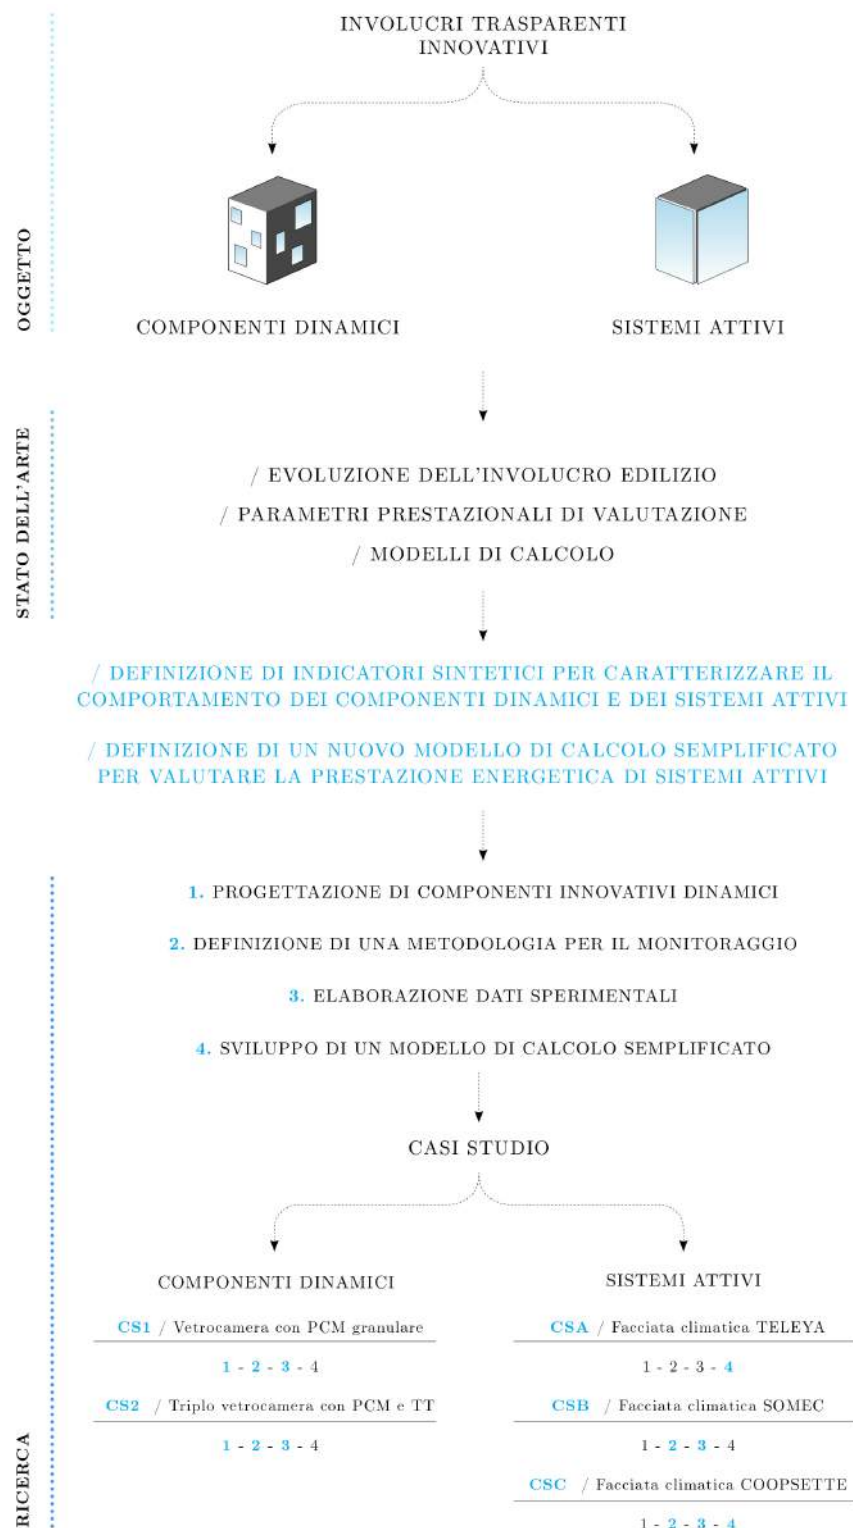 INVOLUCRI TRASPARENTI
INNOVATIVI
OGGETTO
COMPONENTI DINAMICI
SISTEMI ATTIVI
STATO DELL'ARTE
/ EVOLUZIONE DELL'INVOLUCRO EDILIZIO
/ PARAMETRI PRESTAZIONALI DI VALUTAZIONE
/ MODELLI DI CALCOLO
/ DEFINIZIONE DI INDICATORI SINTETICI PER CARATTERIZZARE IL
COMPORTAMENTO DEI COMPONENTI DINAMICI E DEI SISTEMI ATTIVI
/ DEFINIZIONE DI UN NUOVO MODELLO DI CALCOLO SEMPLIFICATO
PER VALUTARE LA PRESTAZIONE ENERGETICA DI SISTEMI ATTIVI
RICERCA
1. PROGETTAZIONE DI COMPONENTI INNOVATIVI DINAMICI
2. DEFINIZIONE DI UNA METODOLOGIA PER IL MONITORAGGIO
3. ELABORAZIONE DATI SPERIMENTALI
4. SVILUPPO DI UN MODELLO DI CALCOLO SEMPLIFICATO
CASI STUDIO
COMPONENTI DINAMICI
CS1 / Vetrocamera con PCM granulare
1 - 2 - 3 - 4
CS2 / Triplo vetrocamera con PCM e TT
1 - 2 - 3 - 4
SISTEMI ATTIVI
CSA / Facciata climatica TELEYA
1 - 2 - 3 - 4
CSB / Facciata climatica SOMEC
1 - 2 - 3 - 4
CSC / Facciata climatica COOPSETTE
1 - 2 - 3 - 4